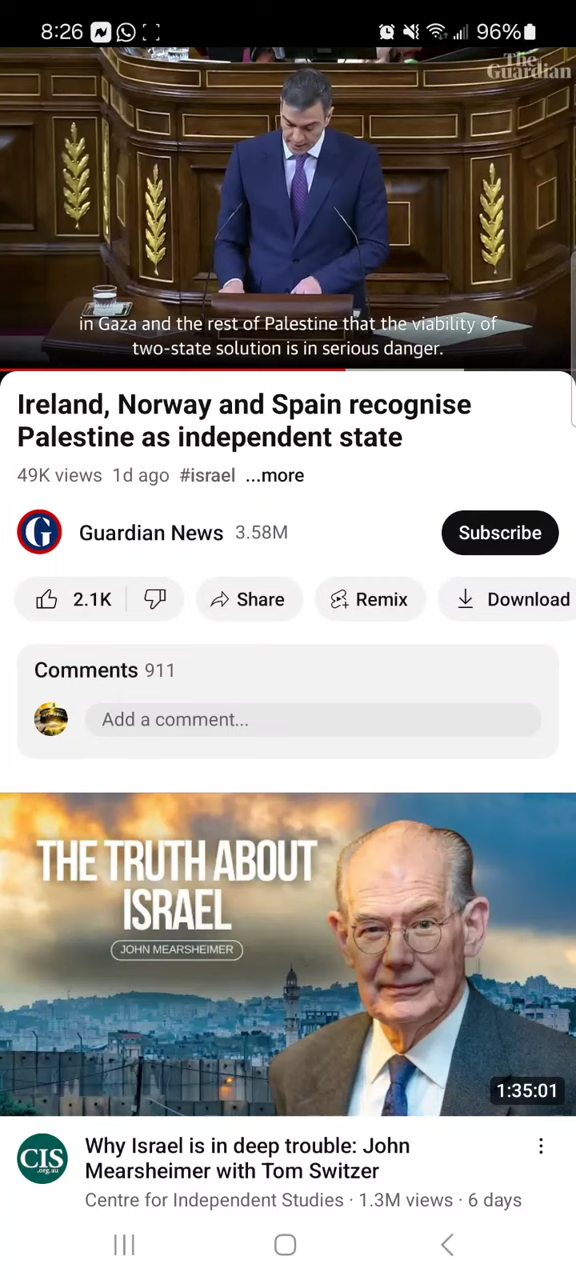 8:26
96%
The Guardian
in Gaza and the rest of Palestine that the viability of
two-state solution is in serious danger.
Ireland, Norway and Spain recognise
Palestine as independent state
49K views 1d ago #israel ...more
G Guardian News 3.58M Subscribe
2.1K Share Remix Download
Comments 911
Add a comment...
THE TRUTH ABOUT
ISRAEL
JOHN MEARSHEIMER
1:35:01
CIS
.org.au
Why Israel is in deep trouble: John
Mearsheimer with Tom Switzer
Centre for Independent Studies · 1.3M views · 6 days